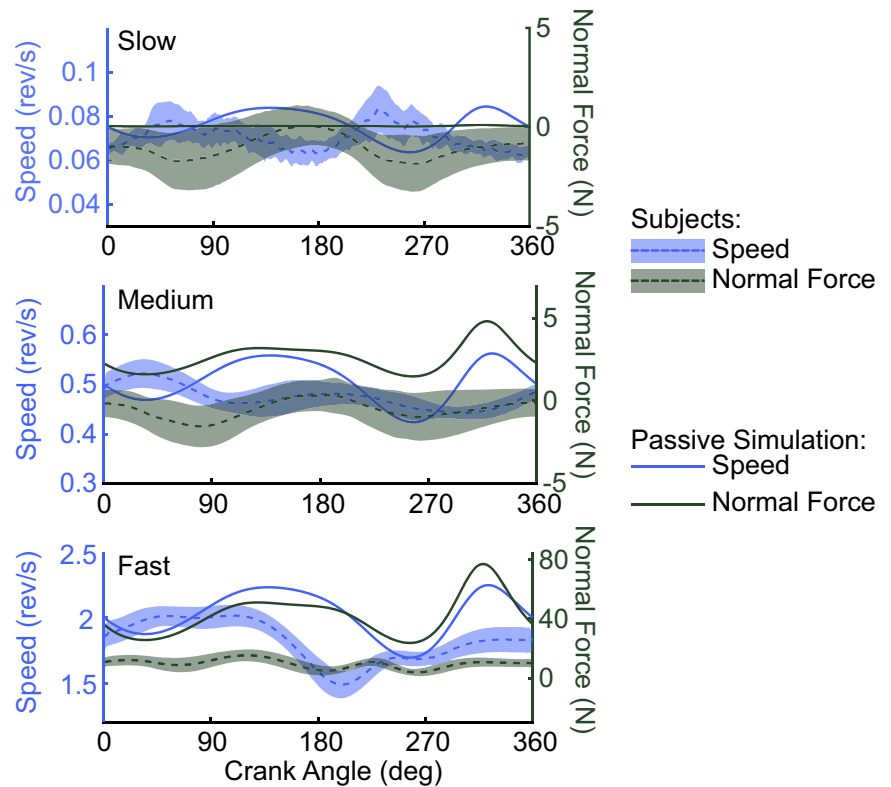 Slow
Speed (rev/s)
0.1
0.08
0.06
0.04
5
0
-5
Normal Force (N)
0 90 180 270 360
Medium
Speed (rev/s)
0.6
0.5
0.4
0.3
5
0
-5
Normal Force (N)
0 90 180 270 360
Fast
Speed (rev/s)
2.5
2
1.5
80
40
0
Normal Force (N)
0 90 180 270 360
Crank Angle (deg)
Subjects:
Speed
Normal Force
Passive Simulation:
Speed
Normal Force